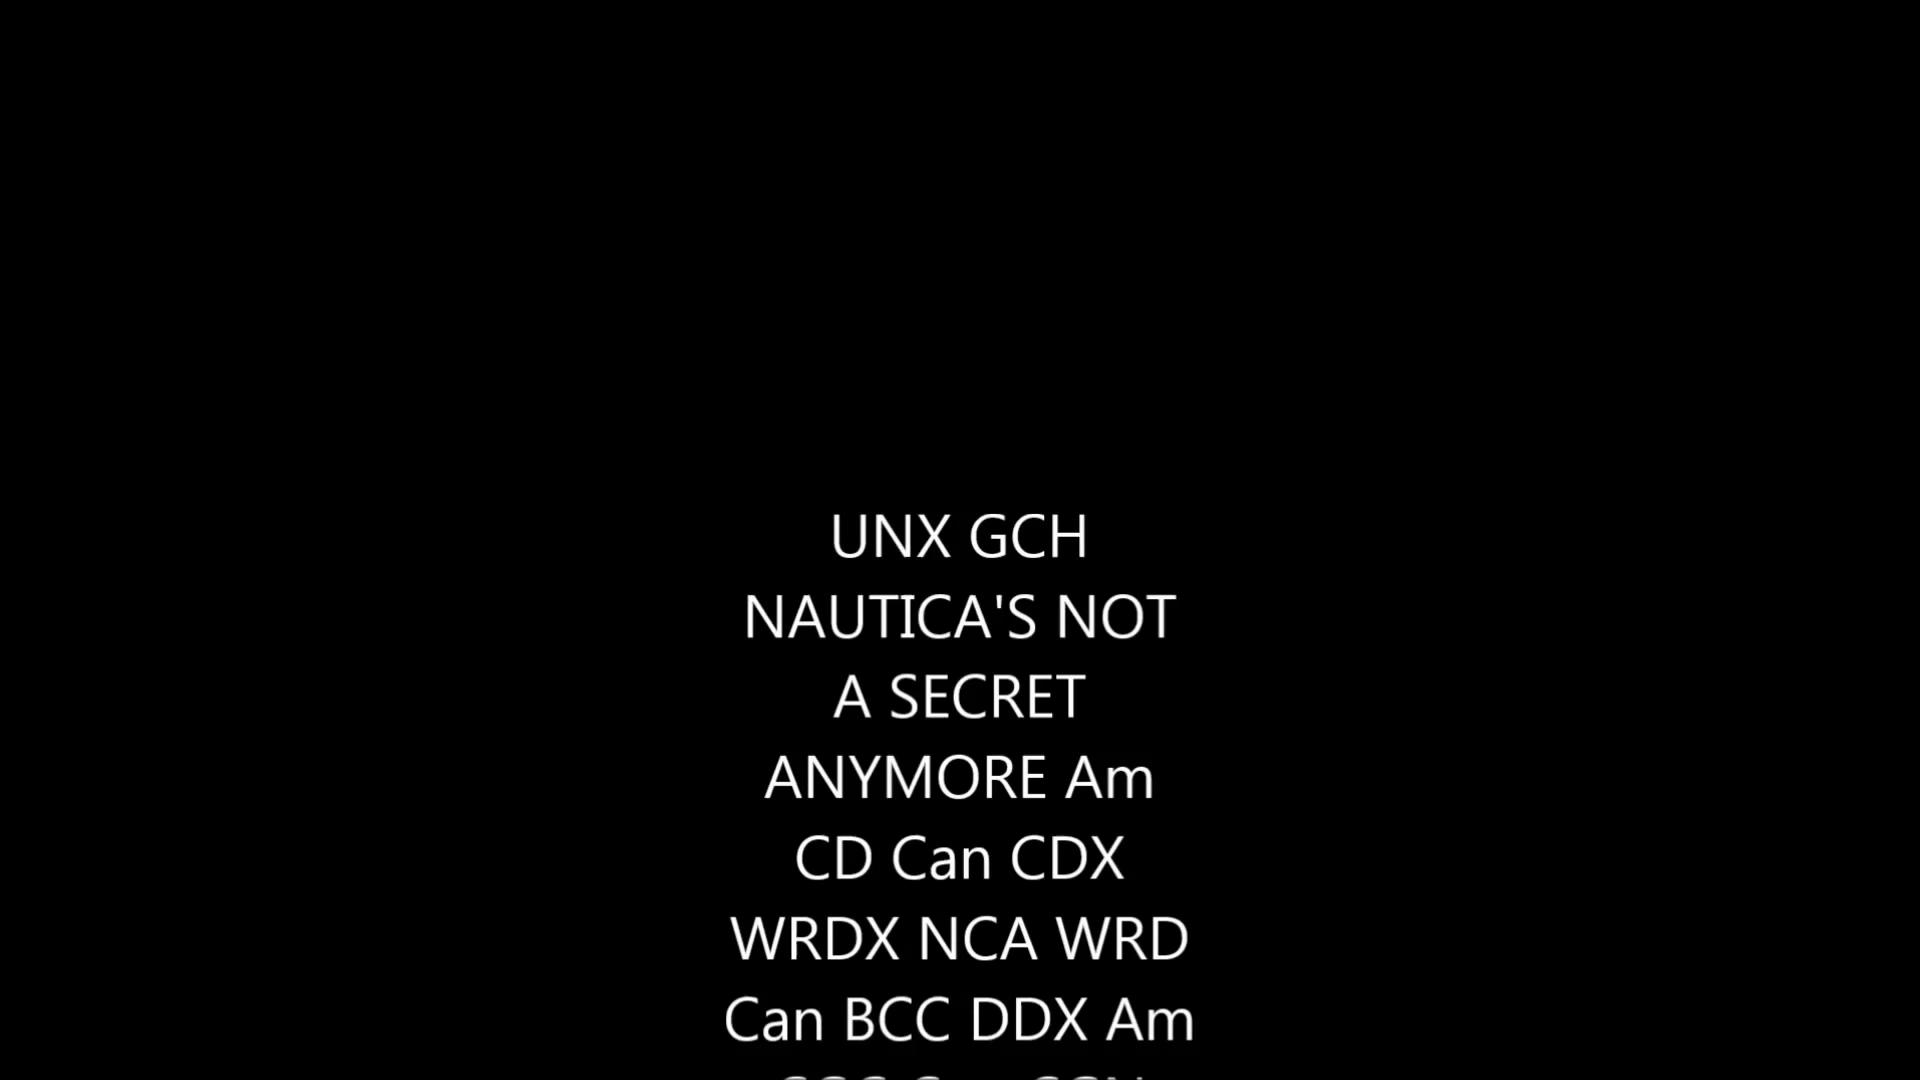 UNX GCH
NAUTICA'S NOT
A SECRET
ANYMORE Am
CD Can CDX
WRDX NCA WRD
Can BCC DDX Am